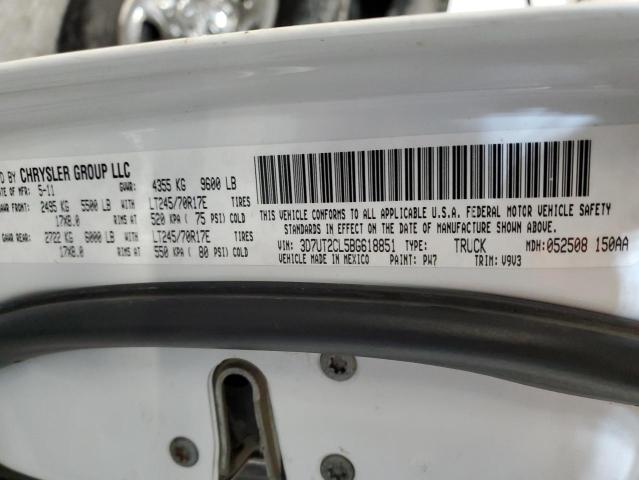 D BY CHRYSLER GROUP LLC
TE OF MFR: 5-11 GVWR: 4355 KG 9600 LB
GAWR FRONT: 2495 KG 5500 LB WITH LT245/70R17E TIRES
17X8.0 RIMS AT 520 KPA ( 75 PSI) COLD
GAWR REAR: 2722 KG 6000 LB WITH LT245/70R17E TIRES
17X8.0 RIMS AT 550 KPA ( 80 PSI) COLD
THIS VEHICLE CONFORMS TO ALL APPLICABLE U.S.A. FEDERAL MOTOR VEHICLE SAFETY
STANDARDS IN EFFECT ON THE DATE OF MANUFACTURE SHOWN ABOVE.
VIN: 3D7UT2CL5BG618851 TYPE: TRUCK MDH: 052508 150AA
VEHICLE MADE IN MEXICO PAINT: PW7 TRIM: V9V3